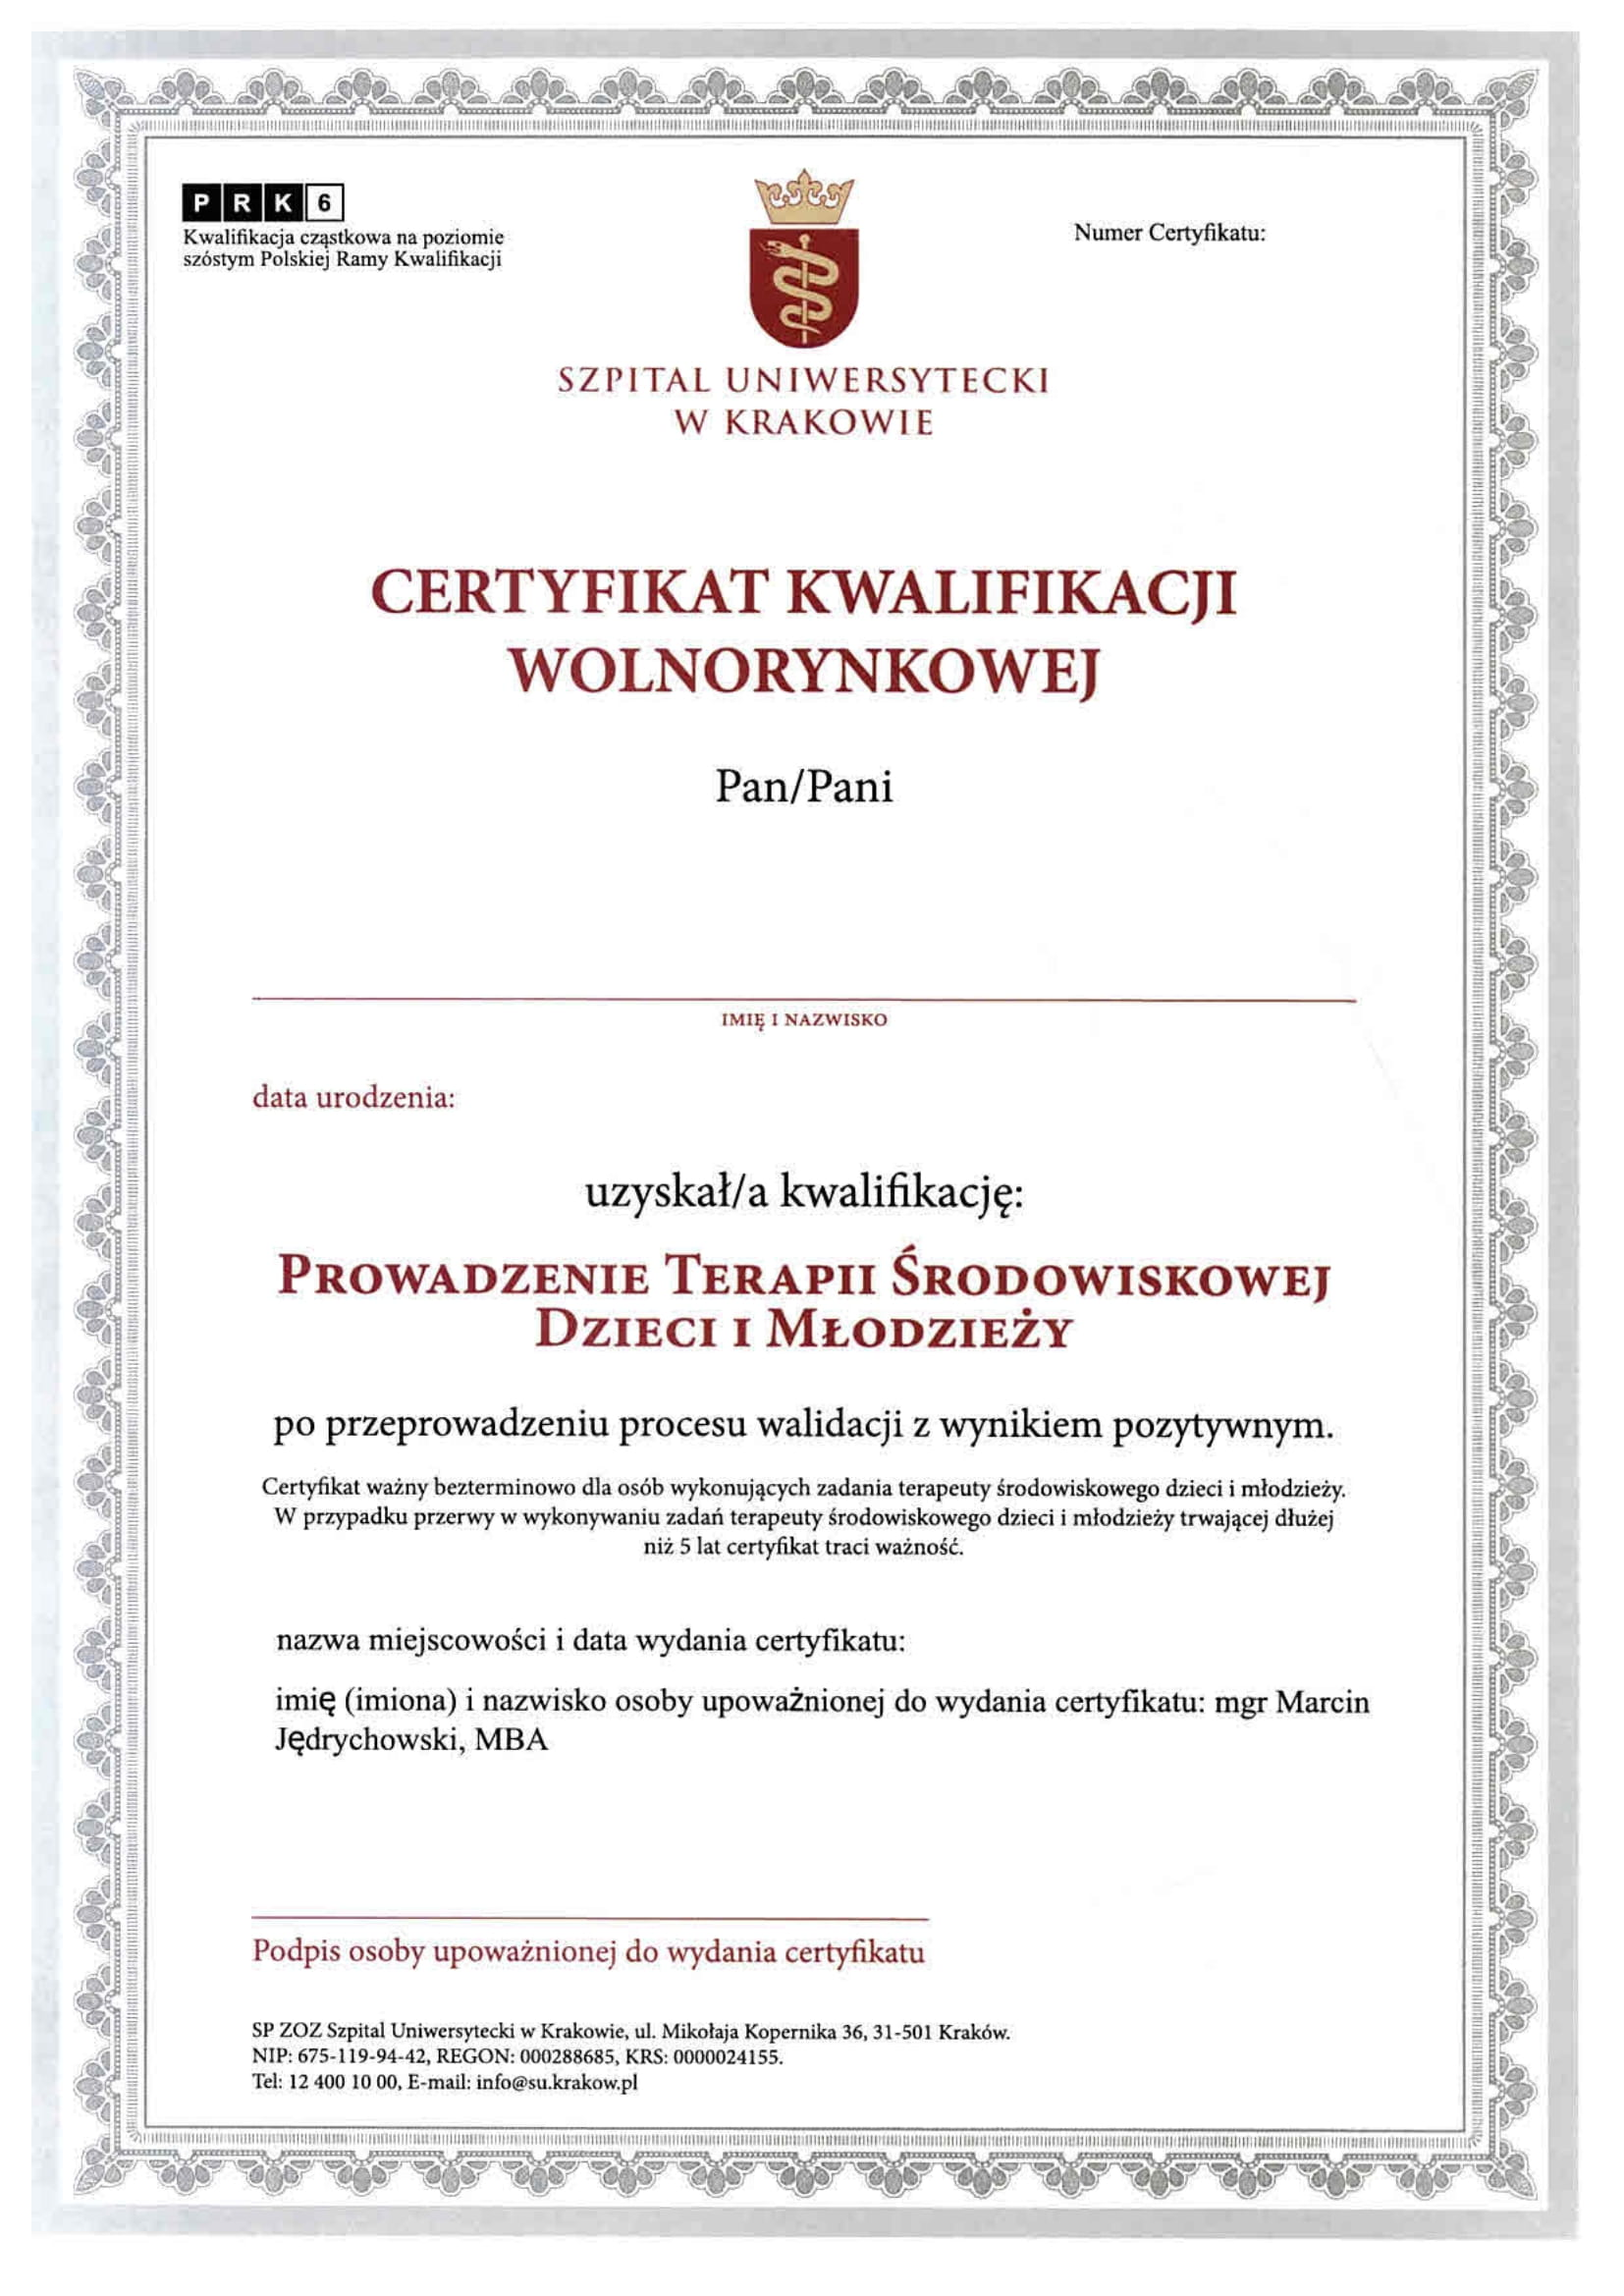 PRK6
Kwalifikacja cząstkowa na poziomie
szóstym Polskiej Ramy Kwalifikacji
Numer Certyfikatu:
SZPITAL UNIWERSYTECKI
W KRAKOWIE
CERTYFIKAT KWALIFIKACJI
WOLNORYNKOWEJ
Pan/Pani
IMIĘ I NAZWISKO
data urodzenia:
uzyskał/a kwalifikację:
PROWADZENIE TERAPII ŚRODOWISKOWEJ
DZIECI I MŁODZIEŻY
po przeprowadzeniu procesu walidacji z wynikiem pozytywnym.
Certyfikat ważny bezterminowo dla osób wykonujących zadania terapeuty środowiskowego dzieci i młodzieży.
W przypadku przerwy w wykonywaniu zadań terapeuty środowiskowego dzieci i młodzieży trwającej dłużej
niż 5 lat certyfikat traci ważność.
nazwa miejscowości i data wydania certyfikatu:
imię (imiona) i nazwisko osoby upoważnionej do wydania certyfikatu: mgr Marcin
Jędrychowski, MBA
Podpis osoby upoważnionej do wydania certyfikatu
SP ZOZ Szpital Uniwersytecki w Krakowie, ul. Mikołaja Kopernika 36, 31-501 Kraków.
NIP: 675-119-94-42, REGON: 000288685, KRS: 0000024155.
Tel: 12 400 10 00, E-mail: info@su.krakow.pl